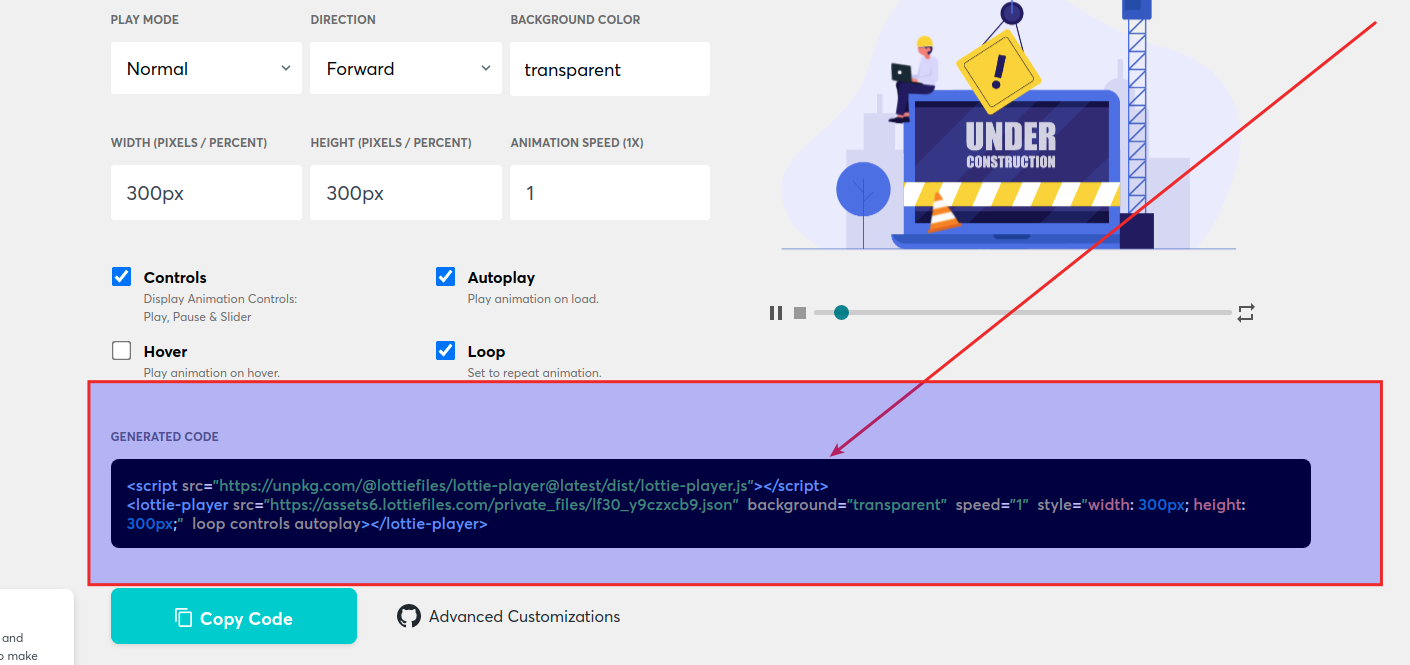 PLAY MODE DIRECTION BACKGROUND COLOR
Normal Forward transparent
WIDTH (PIXELS / PERCENT) HEIGHT (PIXELS / PERCENT) ANIMATION SPEED (1X)
300px 300px 1
UNDER
CONSTRUCTION
Controls Autoplay
Display Animation Controls: Play animation on load.
Play, Pause & Slider
Hover Loop
Play animation on hover. Set to repeat animation.
GENERATED CODE
<script src="https://unpkg.com/@lottiefiles/lottie-player@latest/dist/lottie-player.js"></script>
<lottie-player src="https://assets6.lottiefiles.com/private_files/lf30_y9czxcb9.json"  background="transparent"  speed="1"  style="width: 300px; height:
300px;"  loop controls autoplay></lottie-player>
Copy Code Advanced Customizations
and
o make